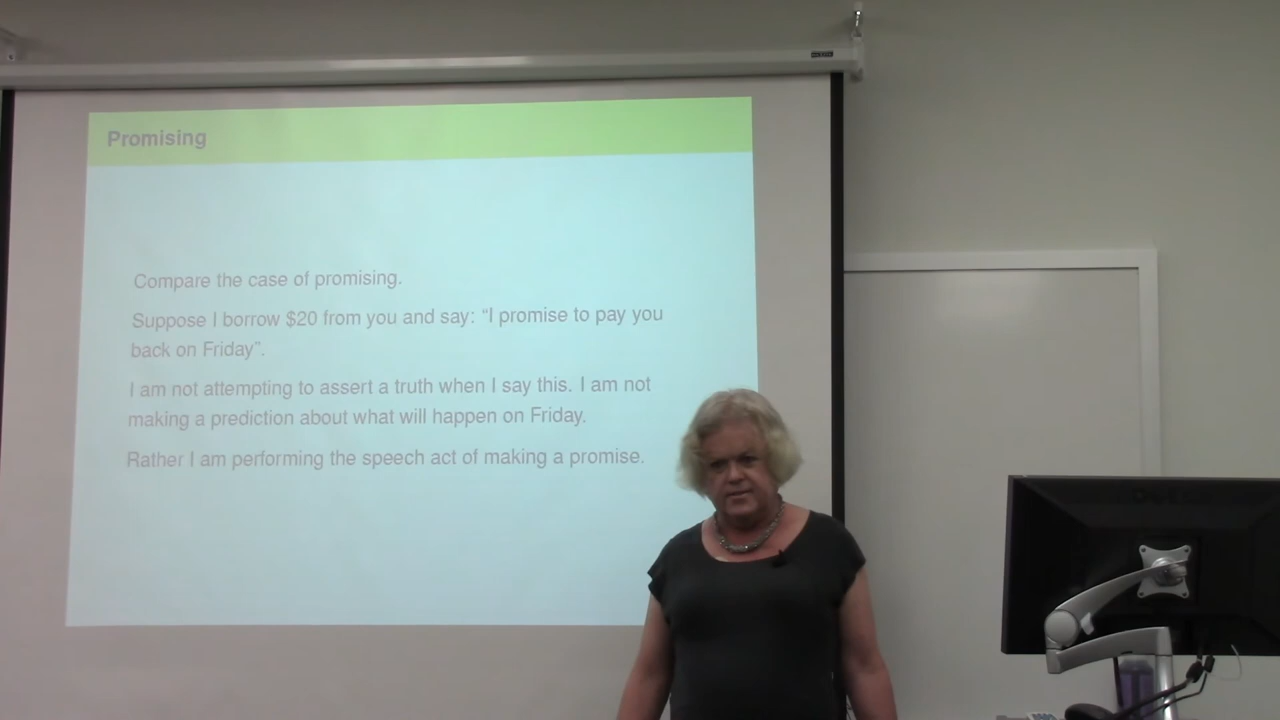 Promising
Compare the case of promising.
Suppose I borrow $20 from you and say: “I promise to pay you
back on Friday”.
I am not attempting to assert a truth when I say this. I am not
making a prediction about what will happen on Friday.
Rather I am performing the speech act of making a promise.